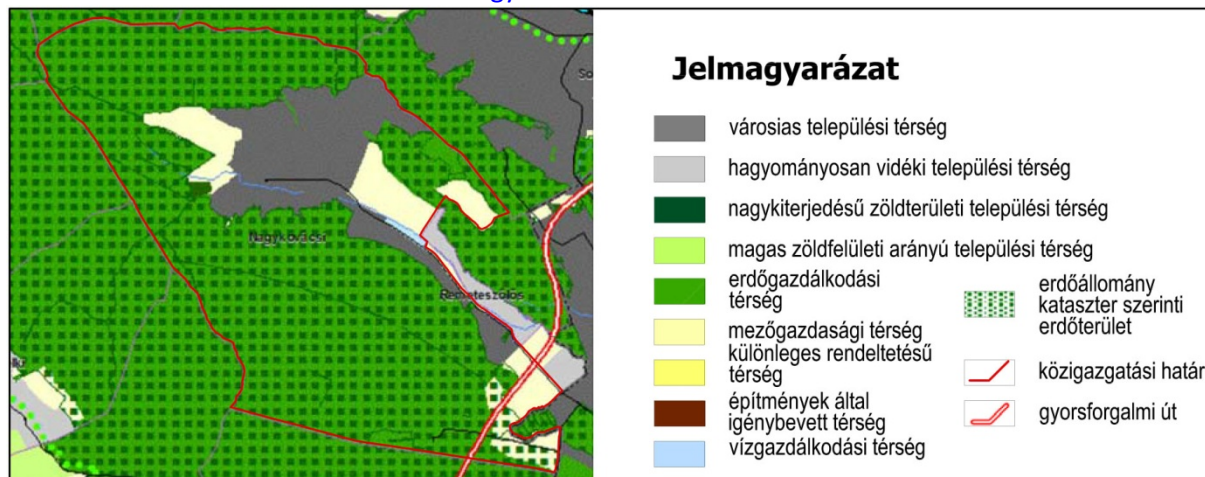 So
Nagykovácsi
Remeteszőlős
Jelmagyarázat
városias települési térség
hagyományosan vidéki települési térség
nagykiterjedésű zöldterületi települési térség
magas zöldfelületi arányú települési térség
erdőgazdálkodási
térség
mezőgazdasági térség
különleges rendeltetésű
térség
építmények által
igénybevett térség
vízgazdálkodási térség
erdőállomány
kataszter szerinti
erdőterület
közigazgatási határ
gyorsforgalmi út